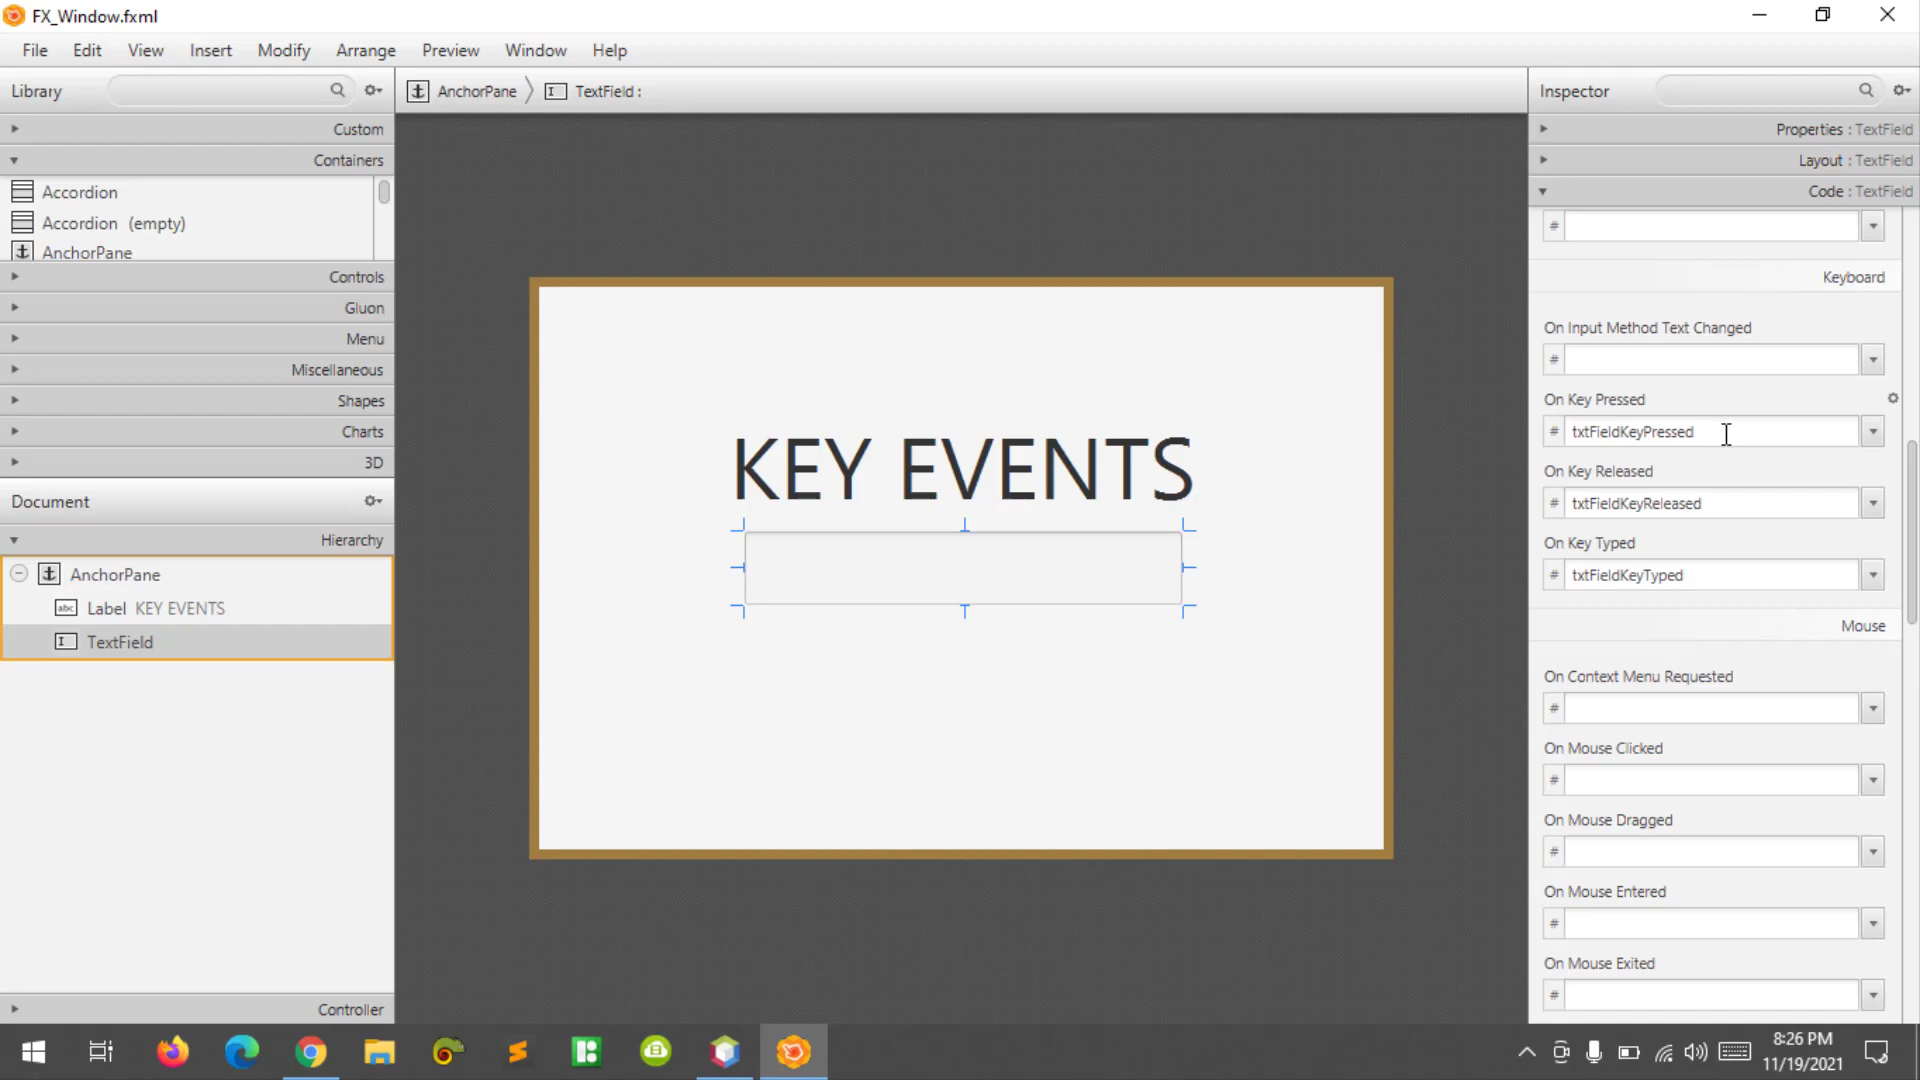 FX_Window.fxml
File Edit View Insert Modify Arrange Preview Window Help
Library
AnchorPane TextField :
Inspector
Custom
Containers
Accordion
Accordion (empty)
AnchorPane
Controls
Gluon
Menu
Miscellaneous
Shapes
Charts
3D
Document
Hierarchy
AnchorPane
abc Label KEY EVENTS
TextField
Controller
KEY EVENTS
Properties : TextField
Layout : TextField
Code : TextField
#
Keyboard
On Input Method Text Changed
#
On Key Pressed
# txtFieldKeyPressed
On Key Released
# txtFieldKeyReleased
On Key Typed
# txtFieldKeyTyped
Mouse
On Context Menu Requested
#
On Mouse Clicked
#
On Mouse Dragged
#
On Mouse Entered
#
On Mouse Exited
#
8:26 PM
11/19/2021